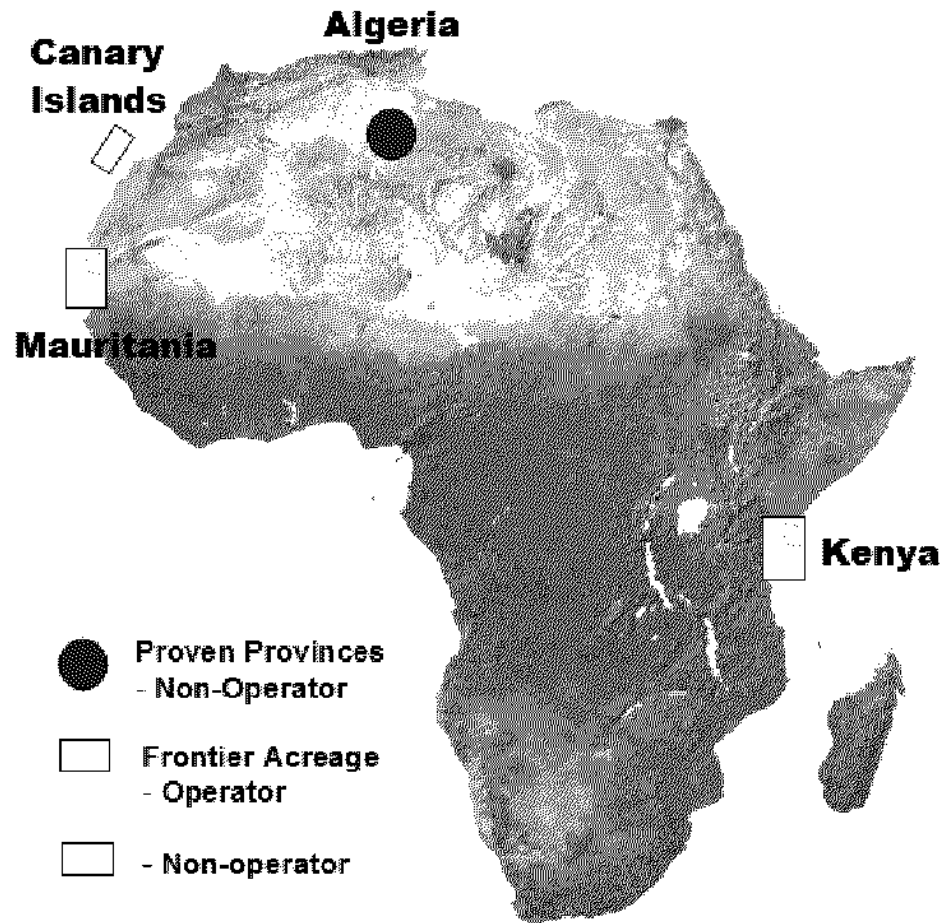 Algeria
Canary
Islands
Mauritania
Kenya
Proven Provinces
- Non-Operator
Frontier Acreage
- Operator
- Non-operator